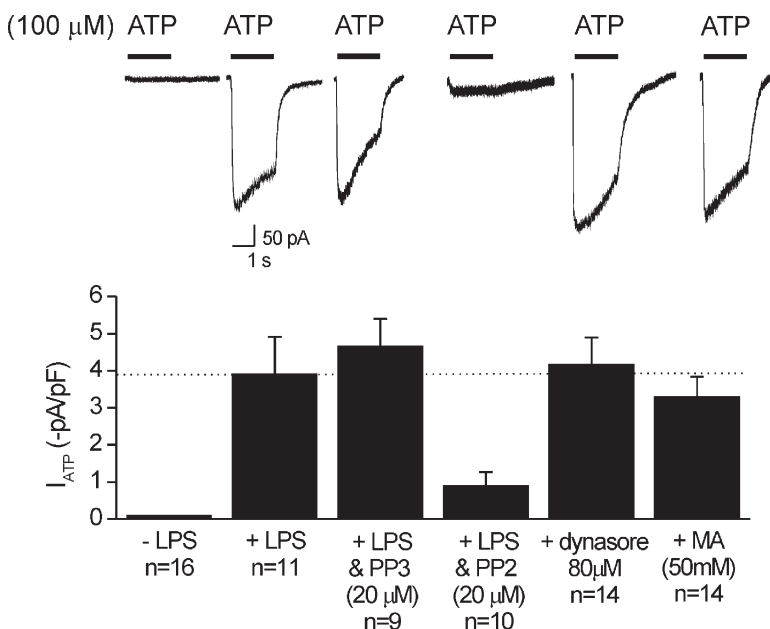 (100 μM) ATP ATP ATP ATP ATP ATP
50 pA
1 s
6
5
4
3
2
1
0
I_ATP (-pA/pF)
- LPS
n=16
+ LPS
n=11
+ LPS
& PP3
(20 μM)
n=9
+ LPS
& PP2
(20 μM)
n=10
+ dynasore
80μM
n=14
+ MA
(50mM)
n=14